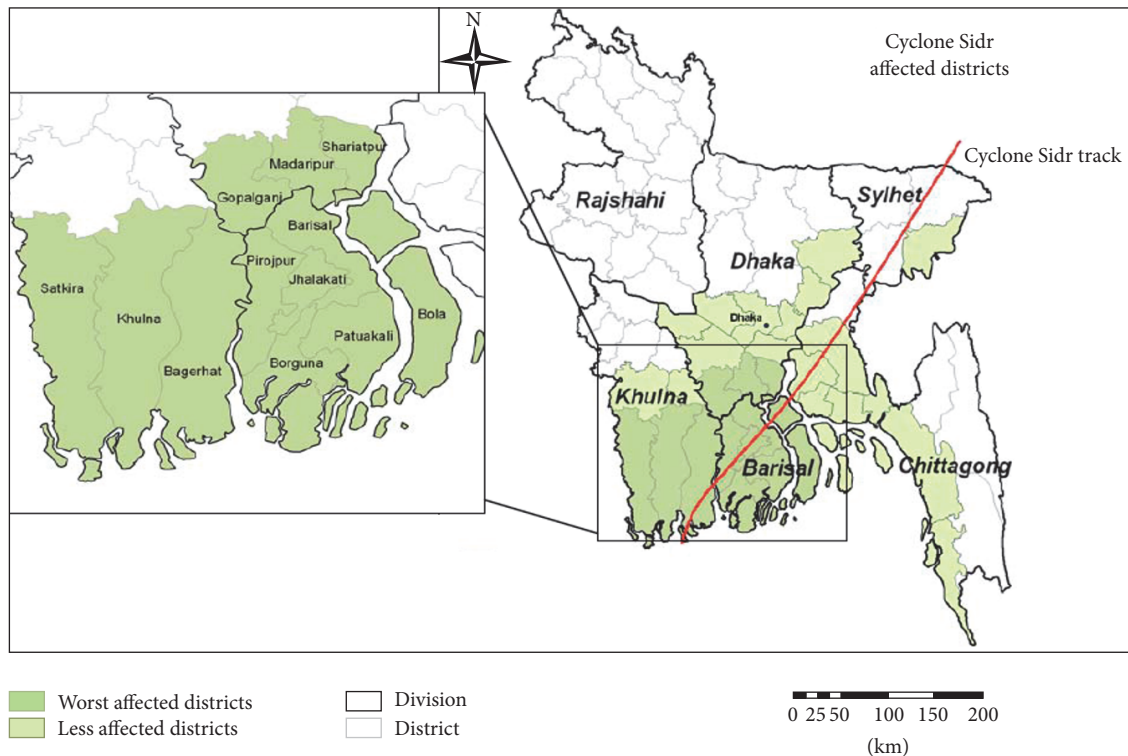 N
Cyclone Sidr
affected districts
Cyclone Sidr track
Shariatpur
Madaripur
Gopalganj
Barisal
Pirojpur
Jhalakati
Satkira
Khulna
Bola
Patuakali
Borguna
Bagerhat
Rajshahi
Sylhet
Dhaka
Dhaka
Khulna
Barisal
Chittagong
Worst affected districts
Less affected districts
Division
District
0 25 50 100 150 200
(km)